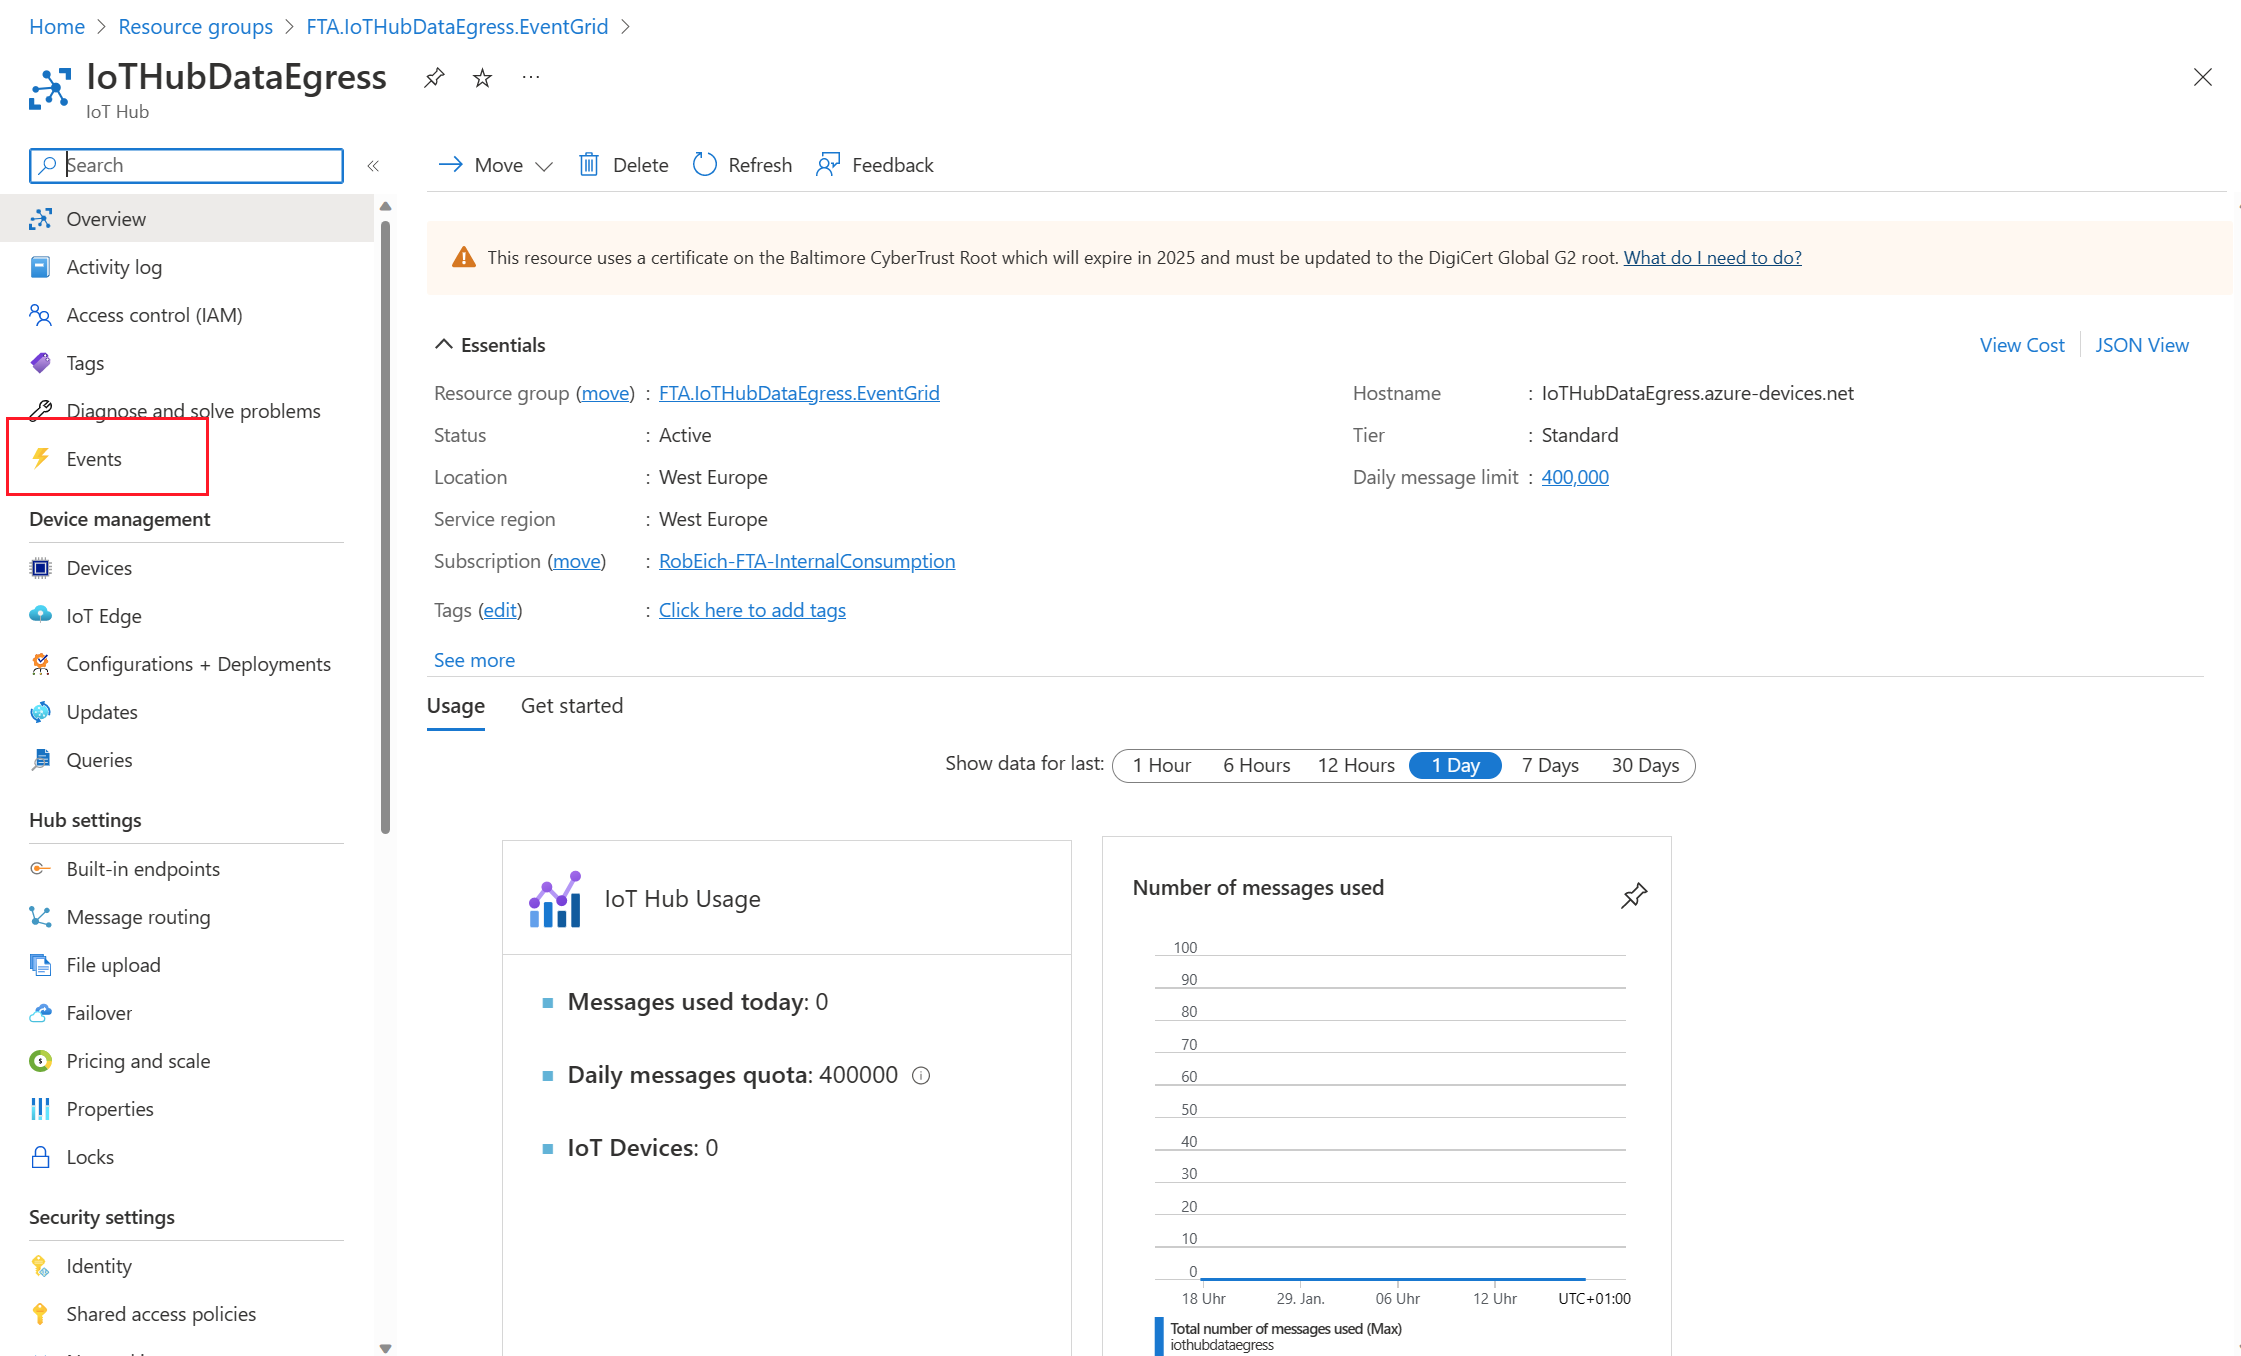 Home > Resource groups > FTA.IoTHubDataEgress.EventGrid >
IoTHubDataEgress
IoT Hub
Search
«
Move
Delete
Refresh
Feedback
Overview
Activity log
Access control (IAM)
Tags
Diagnose and solve problems
Events
Device management
Devices
IoT Edge
Configurations + Deployments
Updates
Queries
Hub settings
Built-in endpoints
Message routing
File upload
Failover
Pricing and scale
Properties
Locks
Security settings
Identity
Shared access policies
This resource uses a certificate on the Baltimore CyberTrust Root which will expire in 2025 and must be updated to the DigiCert Global G2 root. What do I need to do?
Essentials
View Cost
JSON View
Resource group (move) : FTA.IoTHubDataEgress.EventGrid
Status : Active
Location : West Europe
Service region : West Europe
Subscription (move) : RobEich-FTA-InternalConsumption
Tags (edit) : Click here to add tags
See more
Hostname : IoTHubDataEgress.azure-devices.net
Tier : Standard
Daily message limit : 400,000
Usage
Get started
Show data for last: 1 Hour 6 Hours 12 Hours 1 Day 7 Days 30 Days
IoT Hub Usage
Messages used today: 0
Daily messages quota: 400000
IoT Devices: 0
Number of messages used
100
90
80
70
60
50
40
30
20
10
0
18 Uhr 29. Jan. 06 Uhr 12 Uhr UTC+01:00
Total number of messages used (Max)
iothubdataegress